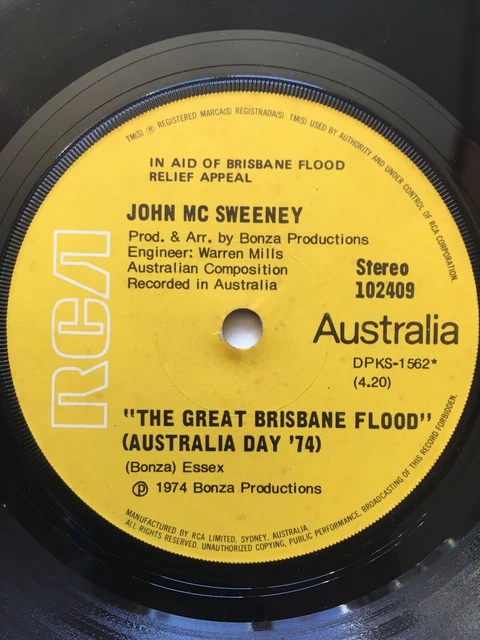 TM(S) ® REGISTERED MARCA(S) REGISTRADA(S) TM(S) USED BY AUTHORITY AND UNDER CONTROL OF RCA CORPORATION.
IN AID OF BRISBANE FLOOD
RELIEF APPEAL
JOHN MC SWEENEY
Prod. & Arr. by Bonza Productions
Engineer: Warren Mills
Australian Composition
Recorded in Australia
Stereo
102409
RCA
Australia
DPKS-1562*
(4.20)
"THE GREAT BRISBANE FLOOD"
(AUSTRALIA DAY '74)
(Bonza) Essex
℗ 1974 Bonza Productions
MANUFACTURED BY RCA LIMITED, SYDNEY, AUSTRALIA.
ALL RIGHTS RESERVED. UNAUTHORIZED COPYING, PUBLIC PERFORMANCE, BROADCASTING OF THIS RECORD FORBIDDEN.